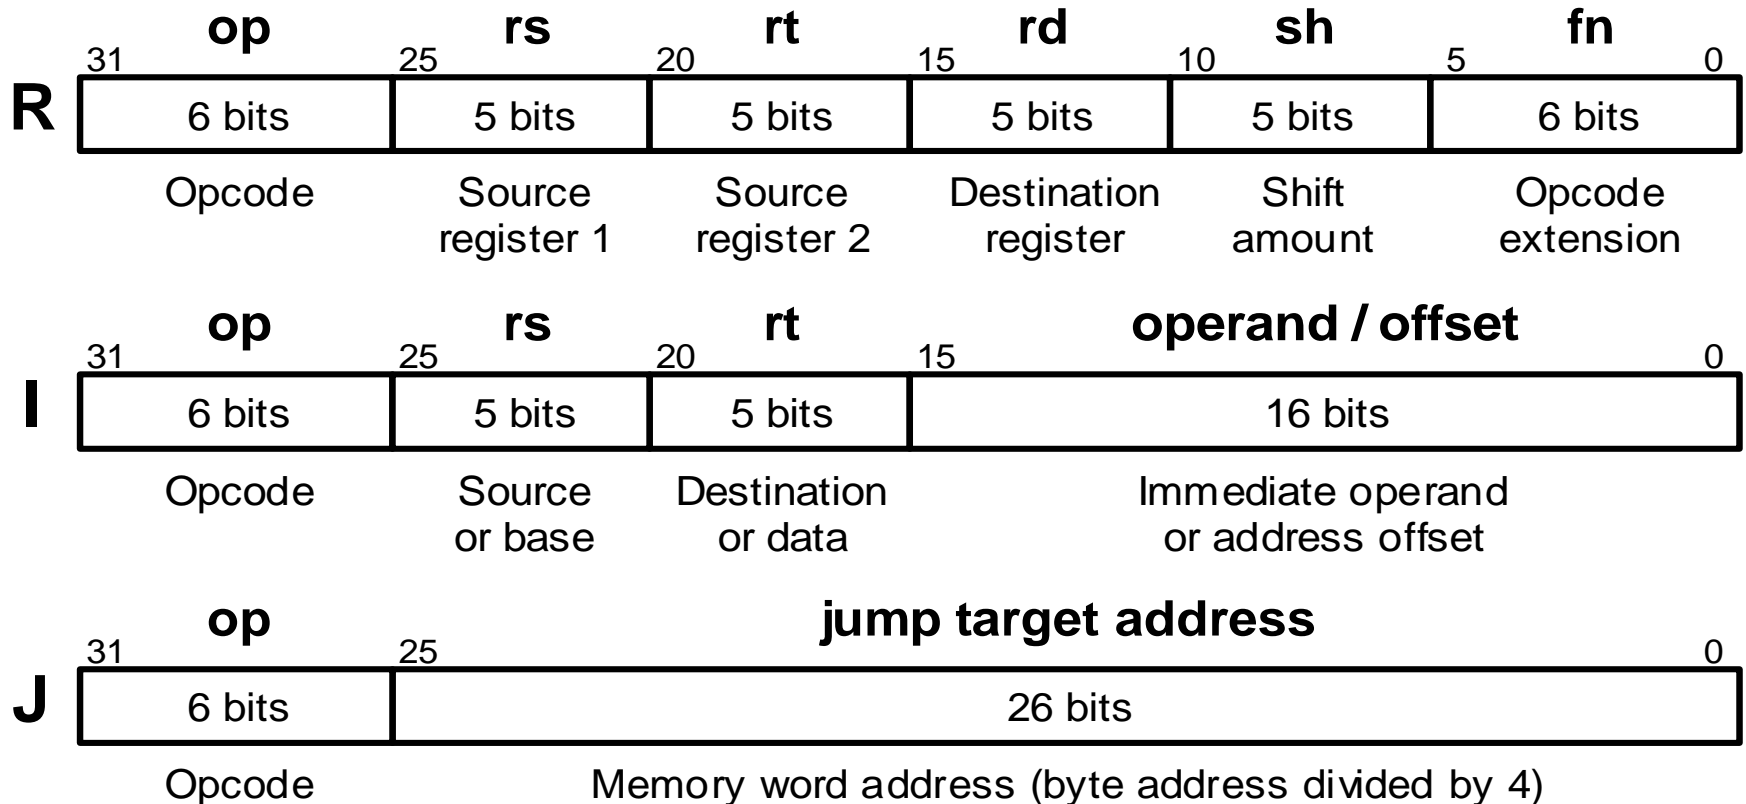 op rs rt rd sh fn
31 25 20 15 10 5 0
R 6 bits 5 bits 5 bits 5 bits 5 bits 6 bits
Opcode Source Source Destination Shift Opcode
register 1 register 2 register amount extension
op rs rt operand / offset
31 25 20 15 0
I 6 bits 5 bits 5 bits 16 bits
Opcode Source Destination Immediate operand
or base or data or address offset
op jump target address
31 25 0
J 6 bits 26 bits
Opcode Memory word address (byte address divided by 4)